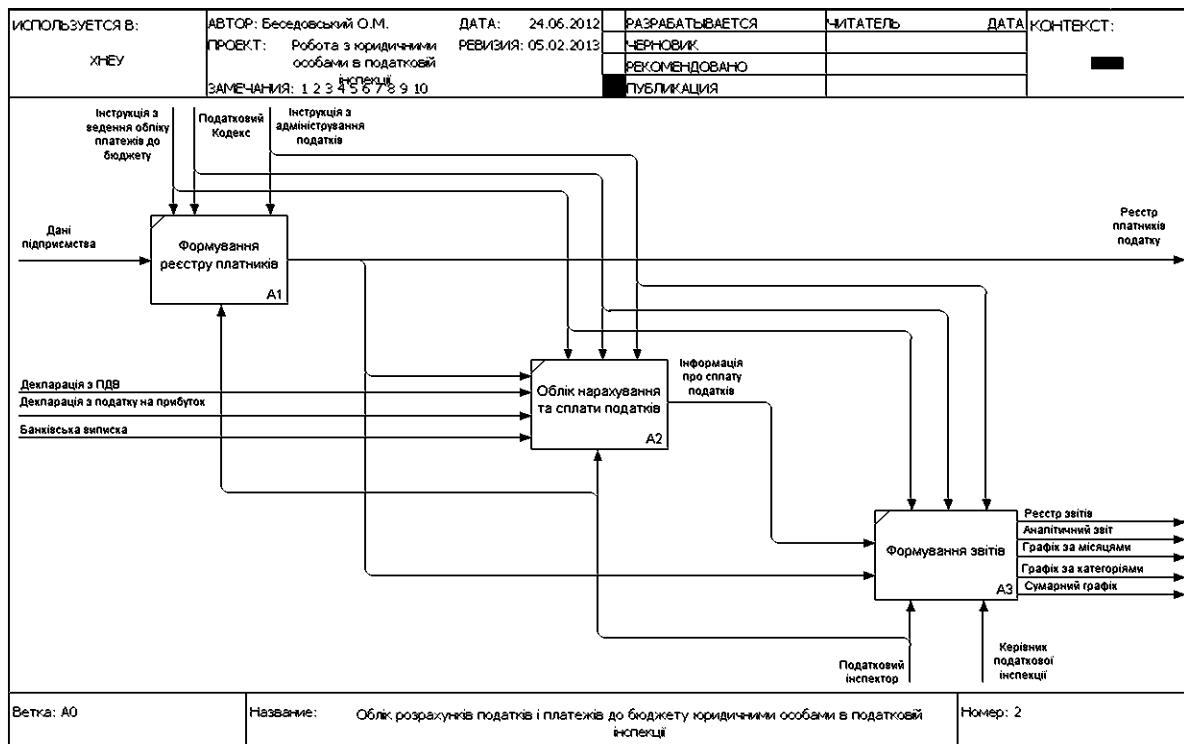 ИСПОЛЬЗУЕТСЯ В:
ХНЕУ
АВТОР: Беседовський О.М.
ДАТА: 24.06.2012
ПРОЕКТ: Робота з юридичними
особами в податковій
інспекції
РЕВИЗИЯ: 05.02.2013
ЗАМЕЧАНИЯ: 1 2 3 4 5 6 7 8 9 10
РАЗРАБАТЫВАЕТСЯ
ЧЕРНОВИК
РЕКОМЕНДОВАНО
ПУБЛИКАЦИЯ
ЧИТАТЕЛЬ ДАТА
КОНТЕКСТ:
Інструкція з
ведення обліку
платежів до
бюджету
Податковий
Кодекс
Інструкція з
адміністрування
податків
Дані
підприємства
Формування
реєстру платників
A1
Реєстр
платників
податку
Декларація з ПДВ
Декларація з податку на прибуток
Банківська виписка
Облік нарахування
та сплати податків
A2
Інформація
про сплату
податків
Формування звітів
A3
Реєстр звітів
Аналітичний звіт
Графік за місяцями
Графік за категоріями
Сумарний графік
Податковий
інспектор
Керівник
податкової
інспекції
Ветка: A0
Название: Облік розрахунків податків і платежів до бюджету юридичними особами в податковій
інспекції
Номер: 2